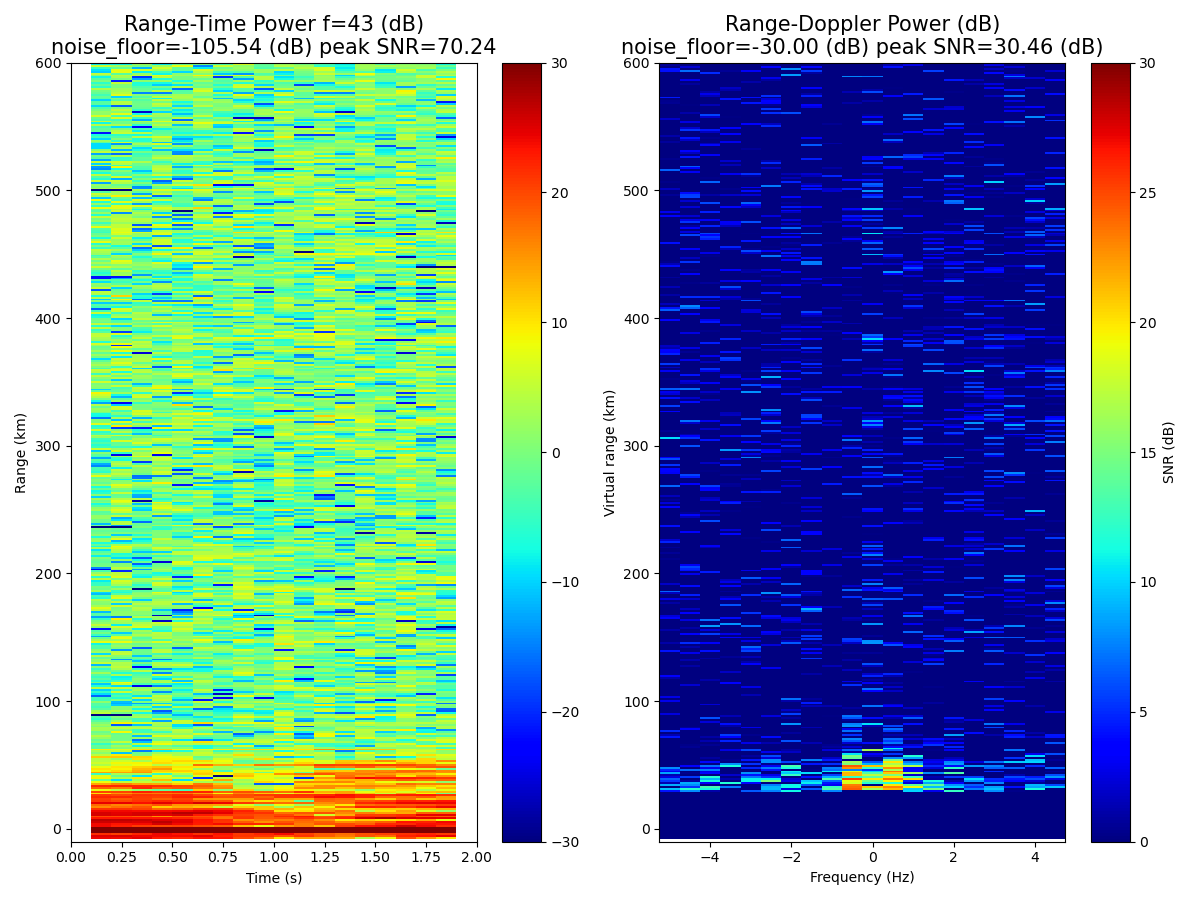 Range-Time Power f=43 (dB)
noise_floor=-105.54 (dB) peak SNR=70.24
Range-Doppler Power (dB)
noise_floor=-30.00 (dB) peak SNR=30.46 (dB)
Range (km)
600
500
400
300
200
100
0
0.00 0.25 0.50 0.75 1.00 1.25 1.50 1.75 2.00
Time (s)
30
20
10
0
−10
−20
−30
Virtual range (km)
600
500
400
300
200
100
0
−4 −2 0 2 4
Frequency (Hz)
30
25
20
15
10
5
0
SNR (dB)